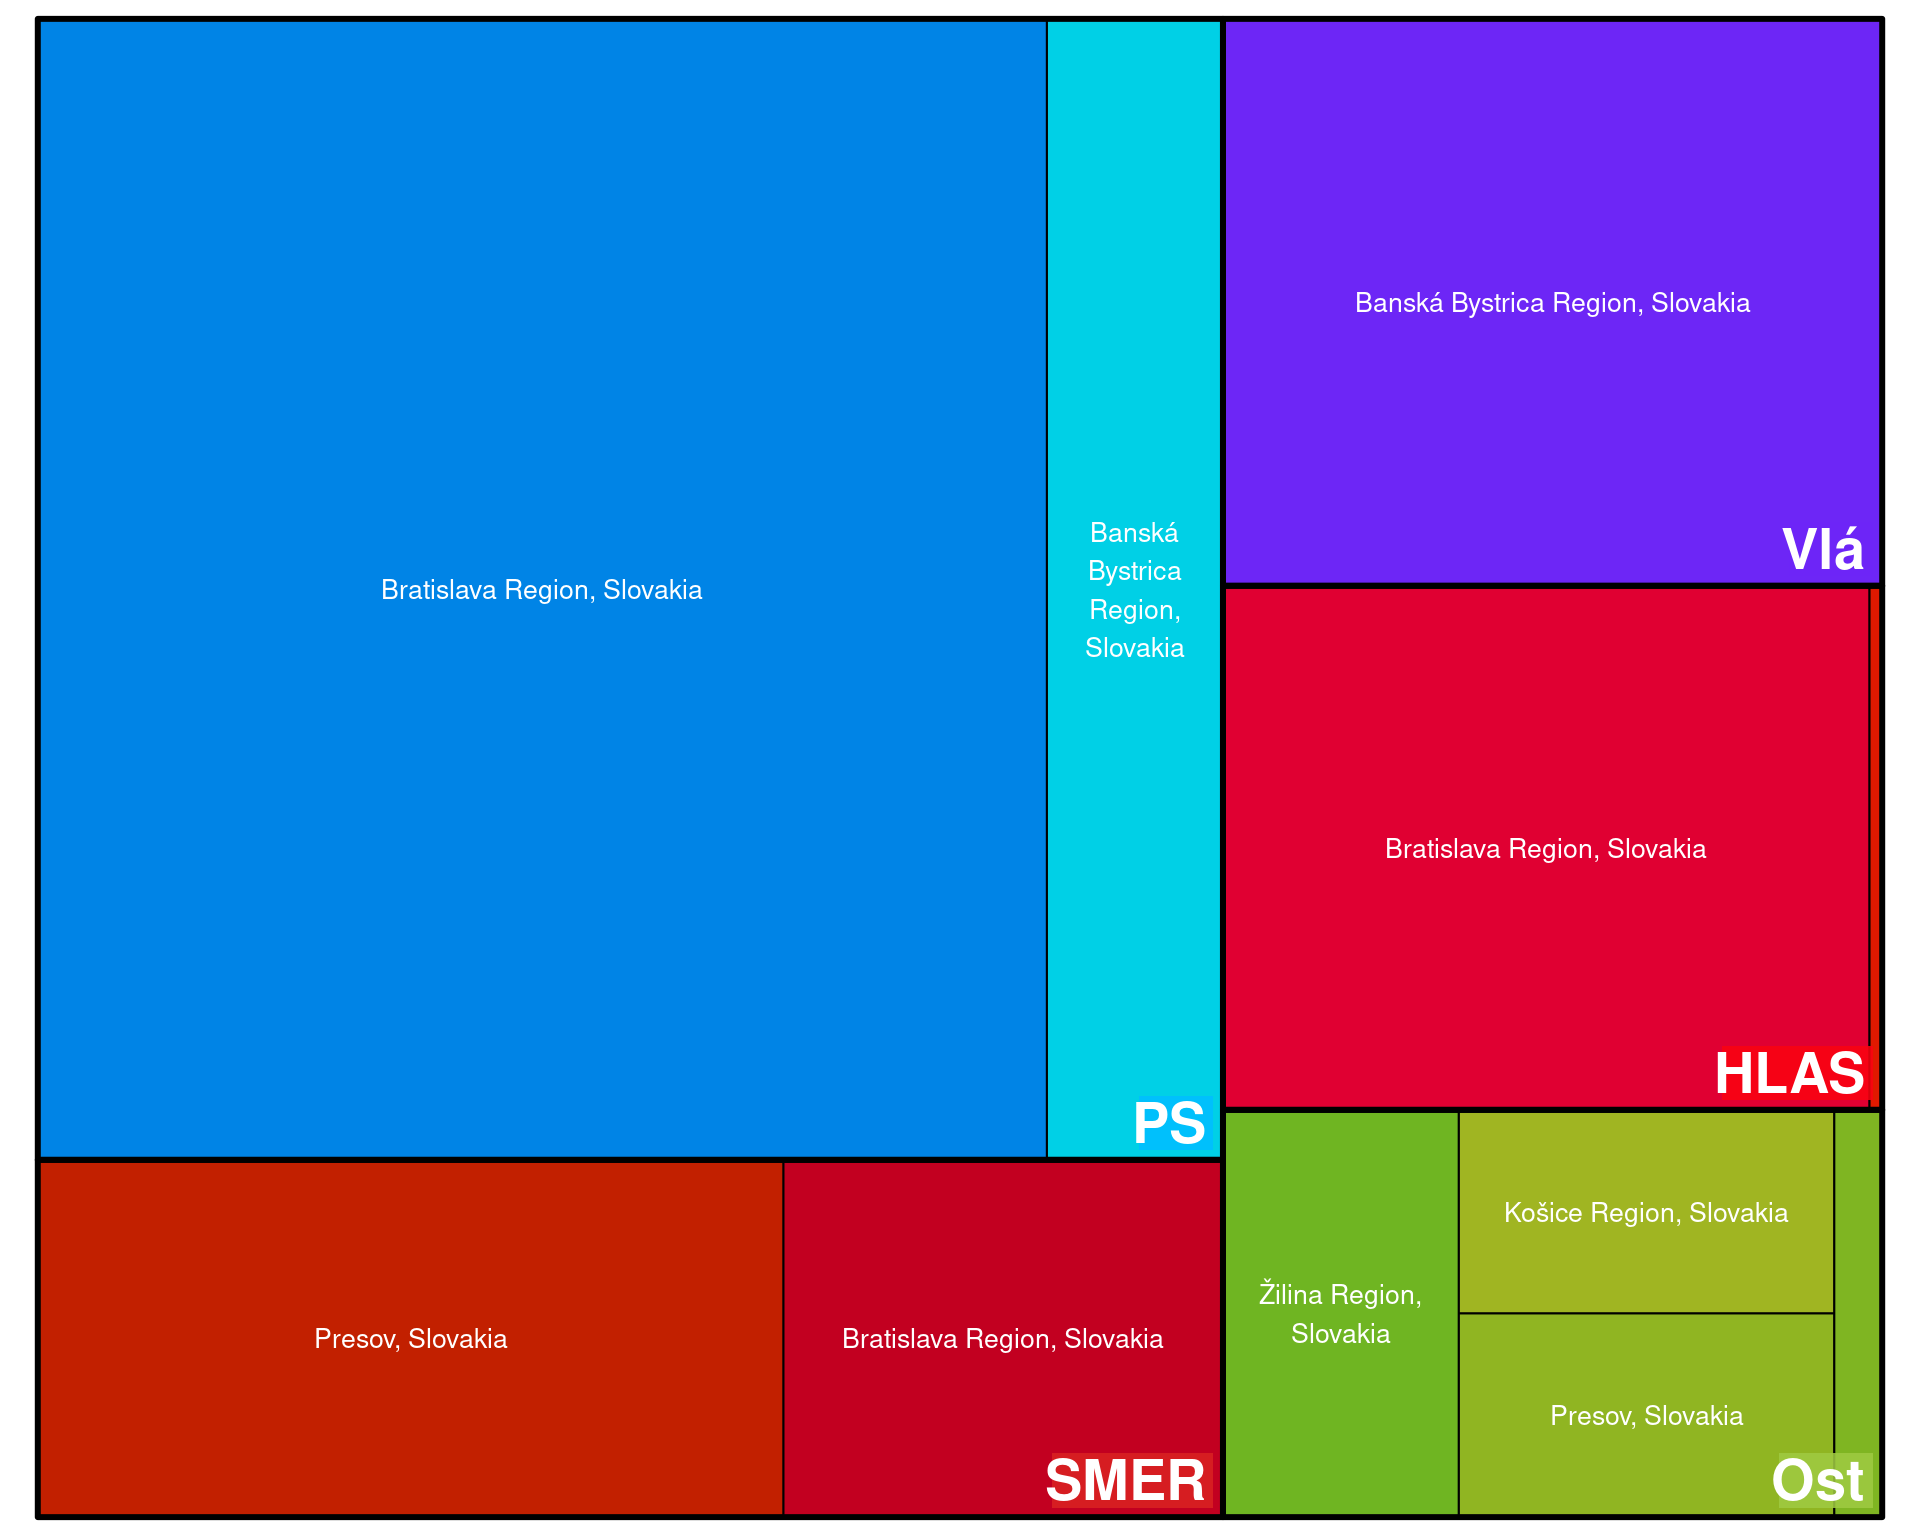 Bratislava Region, Slovakia
Banská
Bystrica
Region,
Slovakia
PS
Presov, Slovakia
Bratislava Region, Slovakia
SMER
Banská Bystrica Region, Slovakia
Vlá
Bratislava Region, Slovakia
HLAS
Žilina Region,
Slovakia
Košice Region, Slovakia
Presov, Slovakia
Ost